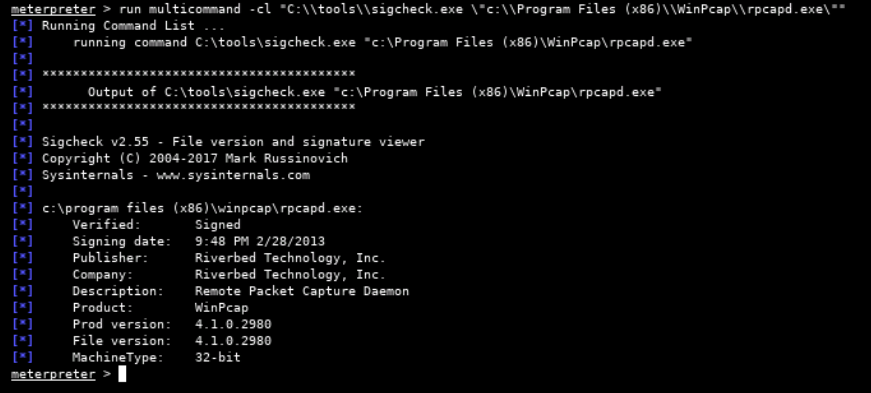 meterpreter > run multicommand -cl "C:\\tools\\sigcheck.exe \"c:\\Program Files (x86)\\WinPcap\\rpcapd.exe\""
[*] Running Command List ...
[*]     running command C:\tools\sigcheck.exe "c:\Program Files (x86)\WinPcap\rpcapd.exe"
[*]
[*] *****************************************
[*]       Output of C:\tools\sigcheck.exe "c:\Program Files (x86)\WinPcap\rpcapd.exe"
[*] *****************************************
[*]
[*] Sigcheck v2.55 - File version and signature viewer
[*] Copyright (C) 2004-2017 Mark Russinovich
[*] Sysinternals - www.sysinternals.com
[*]
[*] c:\program files (x86)\winpcap\rpcapd.exe:
[*]     Verified:       Signed
[*]     Signing date:   9:48 PM 2/28/2013
[*]     Publisher:      Riverbed Technology, Inc.
[*]     Company:        Riverbed Technology, Inc.
[*]     Description:    Remote Packet Capture Daemon
[*]     Product:        WinPcap
[*]     Prod version:   4.1.0.2980
[*]     File version:   4.1.0.2980
[*]     MachineType:    32-bit
meterpreter >